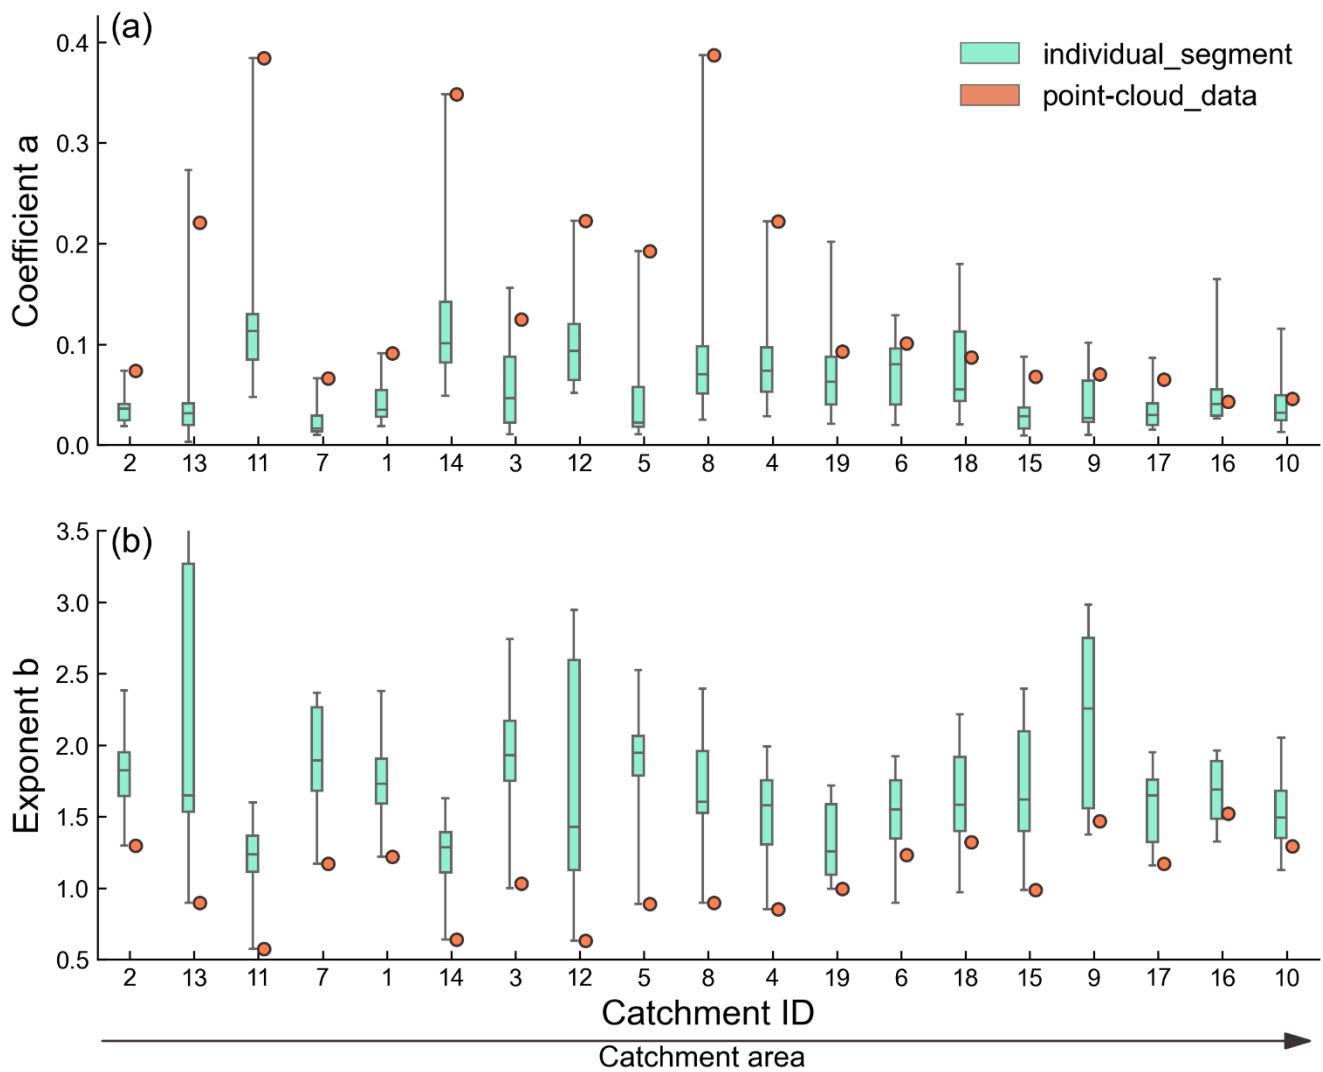 (a)
individual_segment
point-cloud_data
Coefficient a
0.4
0.3
0.2
0.1
0.0
2 13 11 7 1 14 3 12 5 8 4 19 6 18 15 9 17 16 10
(b)
Exponent b
3.5
3.0
2.5
2.0
1.5
1.0
0.5
2 13 11 7 1 14 3 12 5 8 4 19 6 18 15 9 17 16 10
Catchment ID
Catchment area